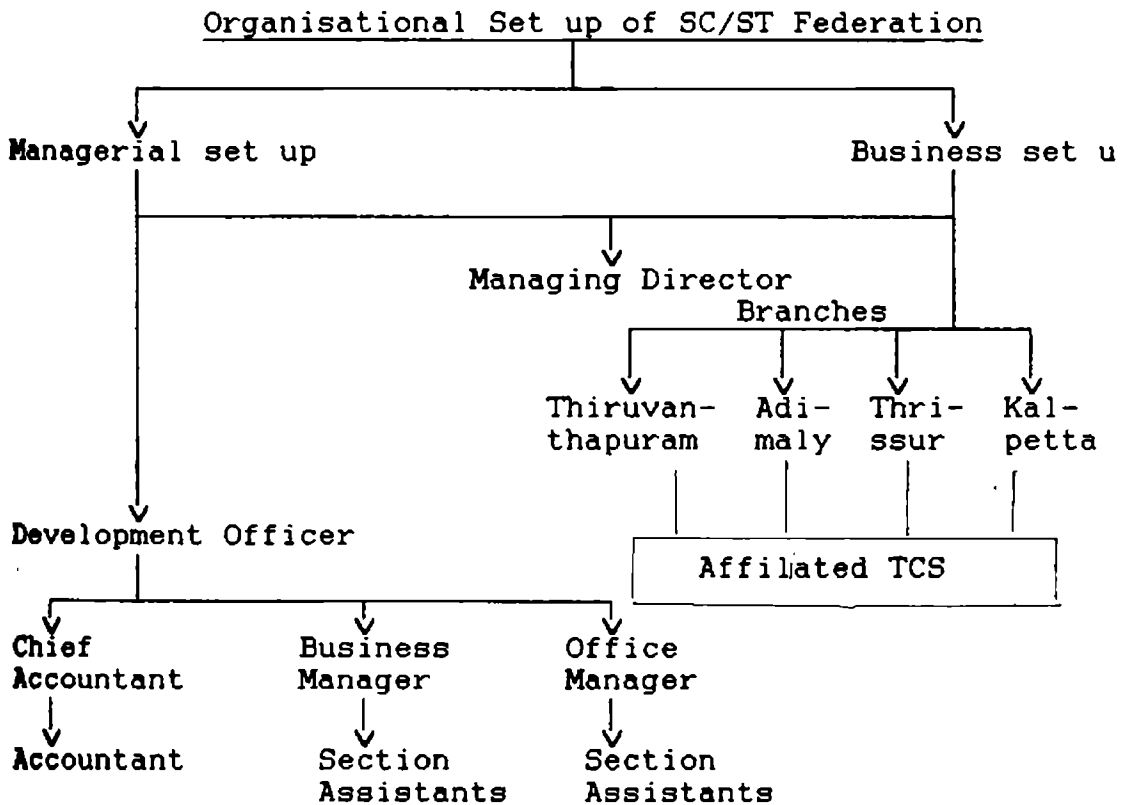 Organisational Set up of SC/ST Federation
Managerial set up Business set u
Managing Director
Branches
Thiruvan- Adi- Thri- Kal-
thapuram maly ssur petta
Development Officer
Affilated TCS
Chief Business Office
Accountant Manager Manager
Accountant Section Section
Assistants Assistants